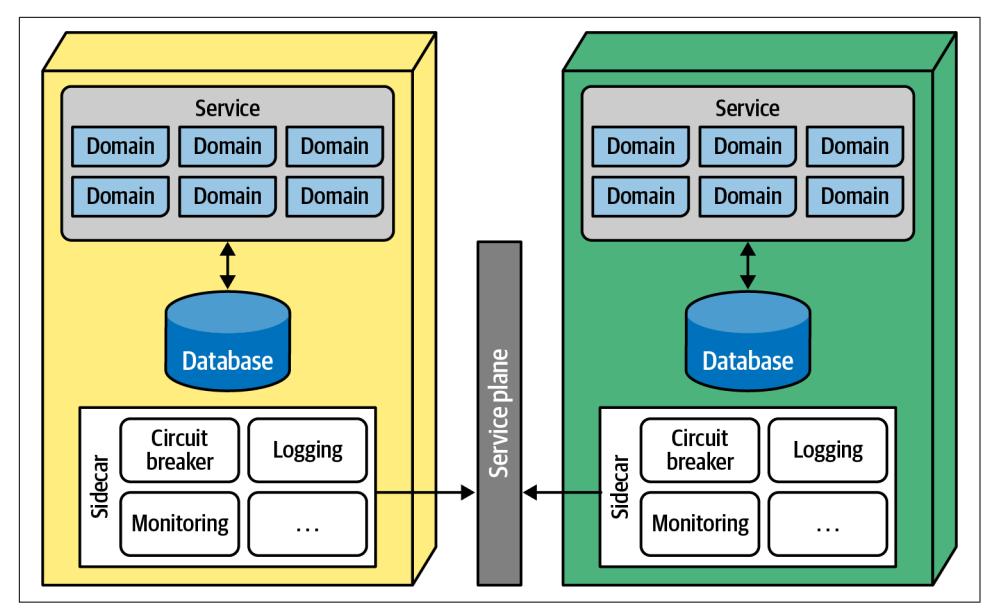 Service
Domain Domain Domain
Domain Domain Domain
Database
Sidecar
Circuit
breaker
Logging
Monitoring
...
Service plane
Service
Domain Domain Domain
Domain Domain Domain
Database
Sidecar
Circuit
breaker
Logging
Monitoring
...